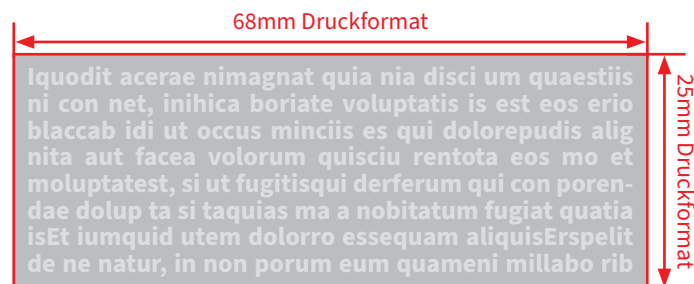 68mm Druckformat
Iquodit acerae nimagnat quia nia disci um quaestiis
ni con net, inihica boriate voluptatis is est eos erio
blaccab idi ut occus minciis es qui dolorepudis alig
nita aut facea volorum quisciu rentota eos mo et
moluptatest, si ut fugitisqui derferum qui con poren-
dae dolup ta si taquias ma a nobitatum fugiat quatia
isEt iumquid utem dolorro essequam aliquisErspelit
de ne natur, in non porum eum quameni millabo rib
25mm Druckformat